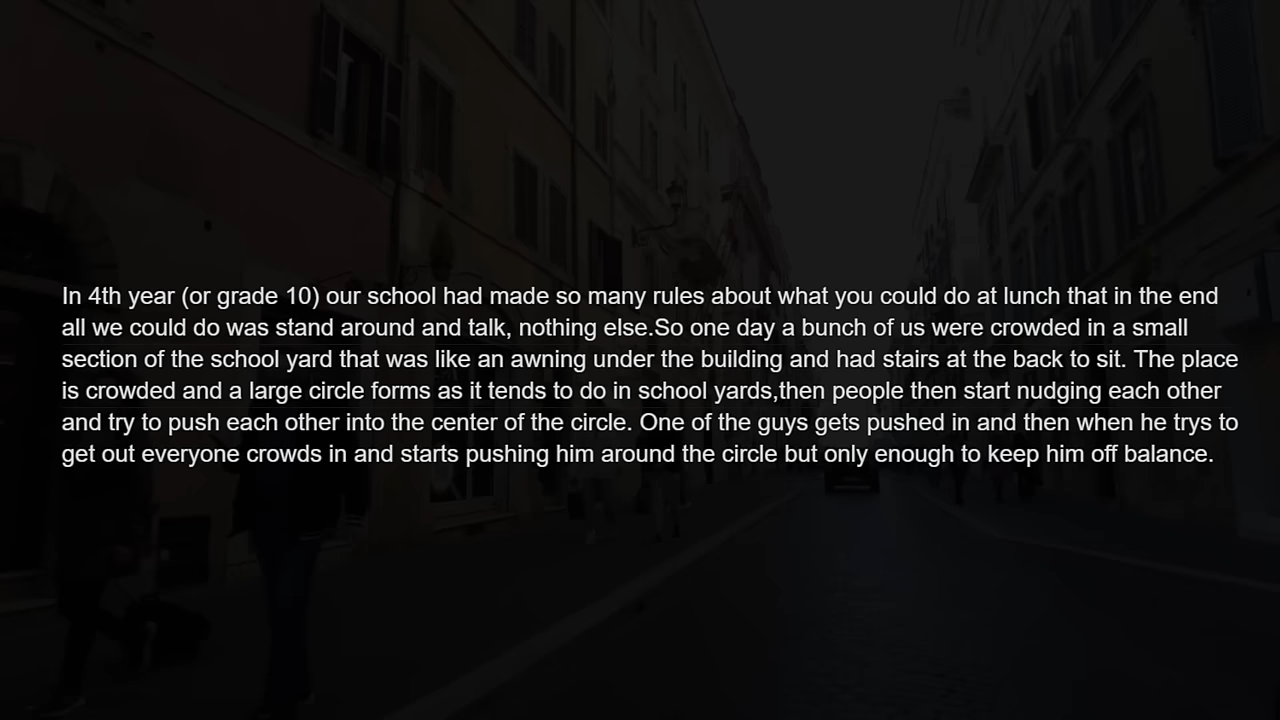 In 4th year (or grade 10) our school had made so many rules about what you could do at lunch that in the end
all we could do was stand around and talk, nothing else.So one day a bunch of us were crowded in a small
section of the school yard that was like an awning under the building and had stairs at the back to sit. The place
is crowded and a large circle forms as it tends to do in school yards,then people then start nudging each other
and try to push each other into the center of the circle. One of the guys gets pushed in and then when he trys to
get out everyone crowds in and starts pushing him around the circle but only enough to keep him off balance.